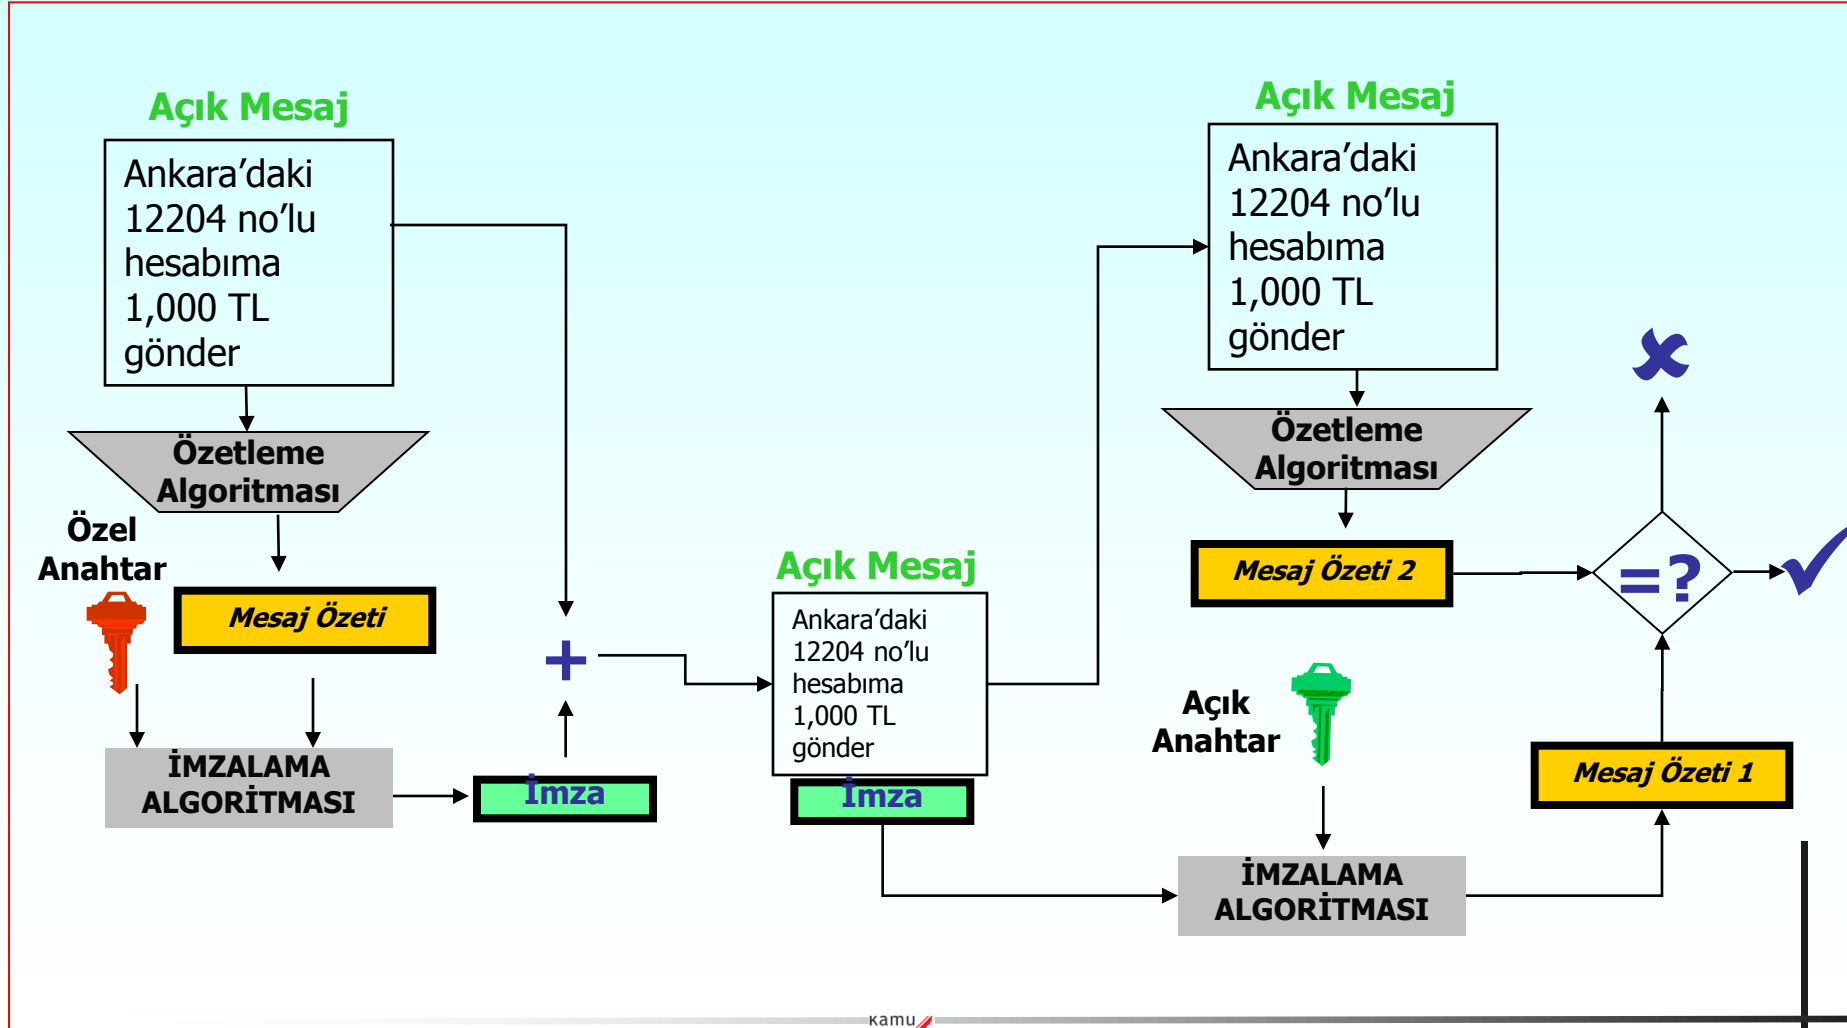 Açık Mesaj
Ankara’daki
12204 no’lu
hesabıma
1,000 TL
gönder
Özetleme
Algoritması
Özel
Anahtar
Mesaj Özeti
İMZALAMA
ALGORİTMASI
İmza
+
Açık Mesaj
Ankara’daki
12204 no’lu
hesabıma
1,000 TL
gönder
İmza
Açık Mesaj
Ankara’daki
12204 no’lu
hesabıma
1,000 TL
gönder
Özetleme
Algoritması
Mesaj Özeti 2
=?
Açık
Anahtar
Mesaj Özeti 1
İMZALAMA
ALGORİTMASI
Kamu